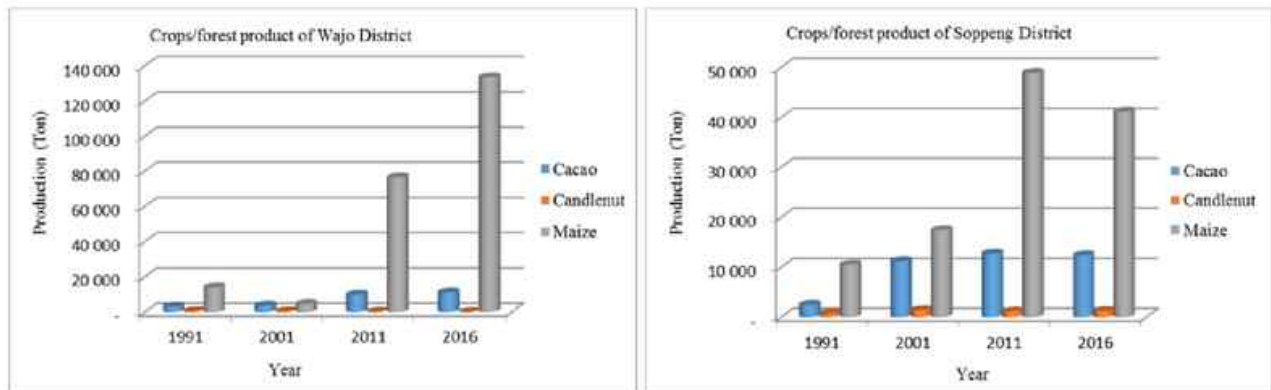 Crops/forest product of Wajo District
140 000
120 000
100 000
80 000
60 000
40 000
20 000
-
Production (Ton)
1991
2001
2011
2016
Year
Cacao
Candlenut
Maize
Crops/forest product of Soppeng District
50 000
40 000
30 000
20 000
10 000
-
Production (Ton)
1991
2001
2011
2016
Year
Cacao
Candlenut
Maize